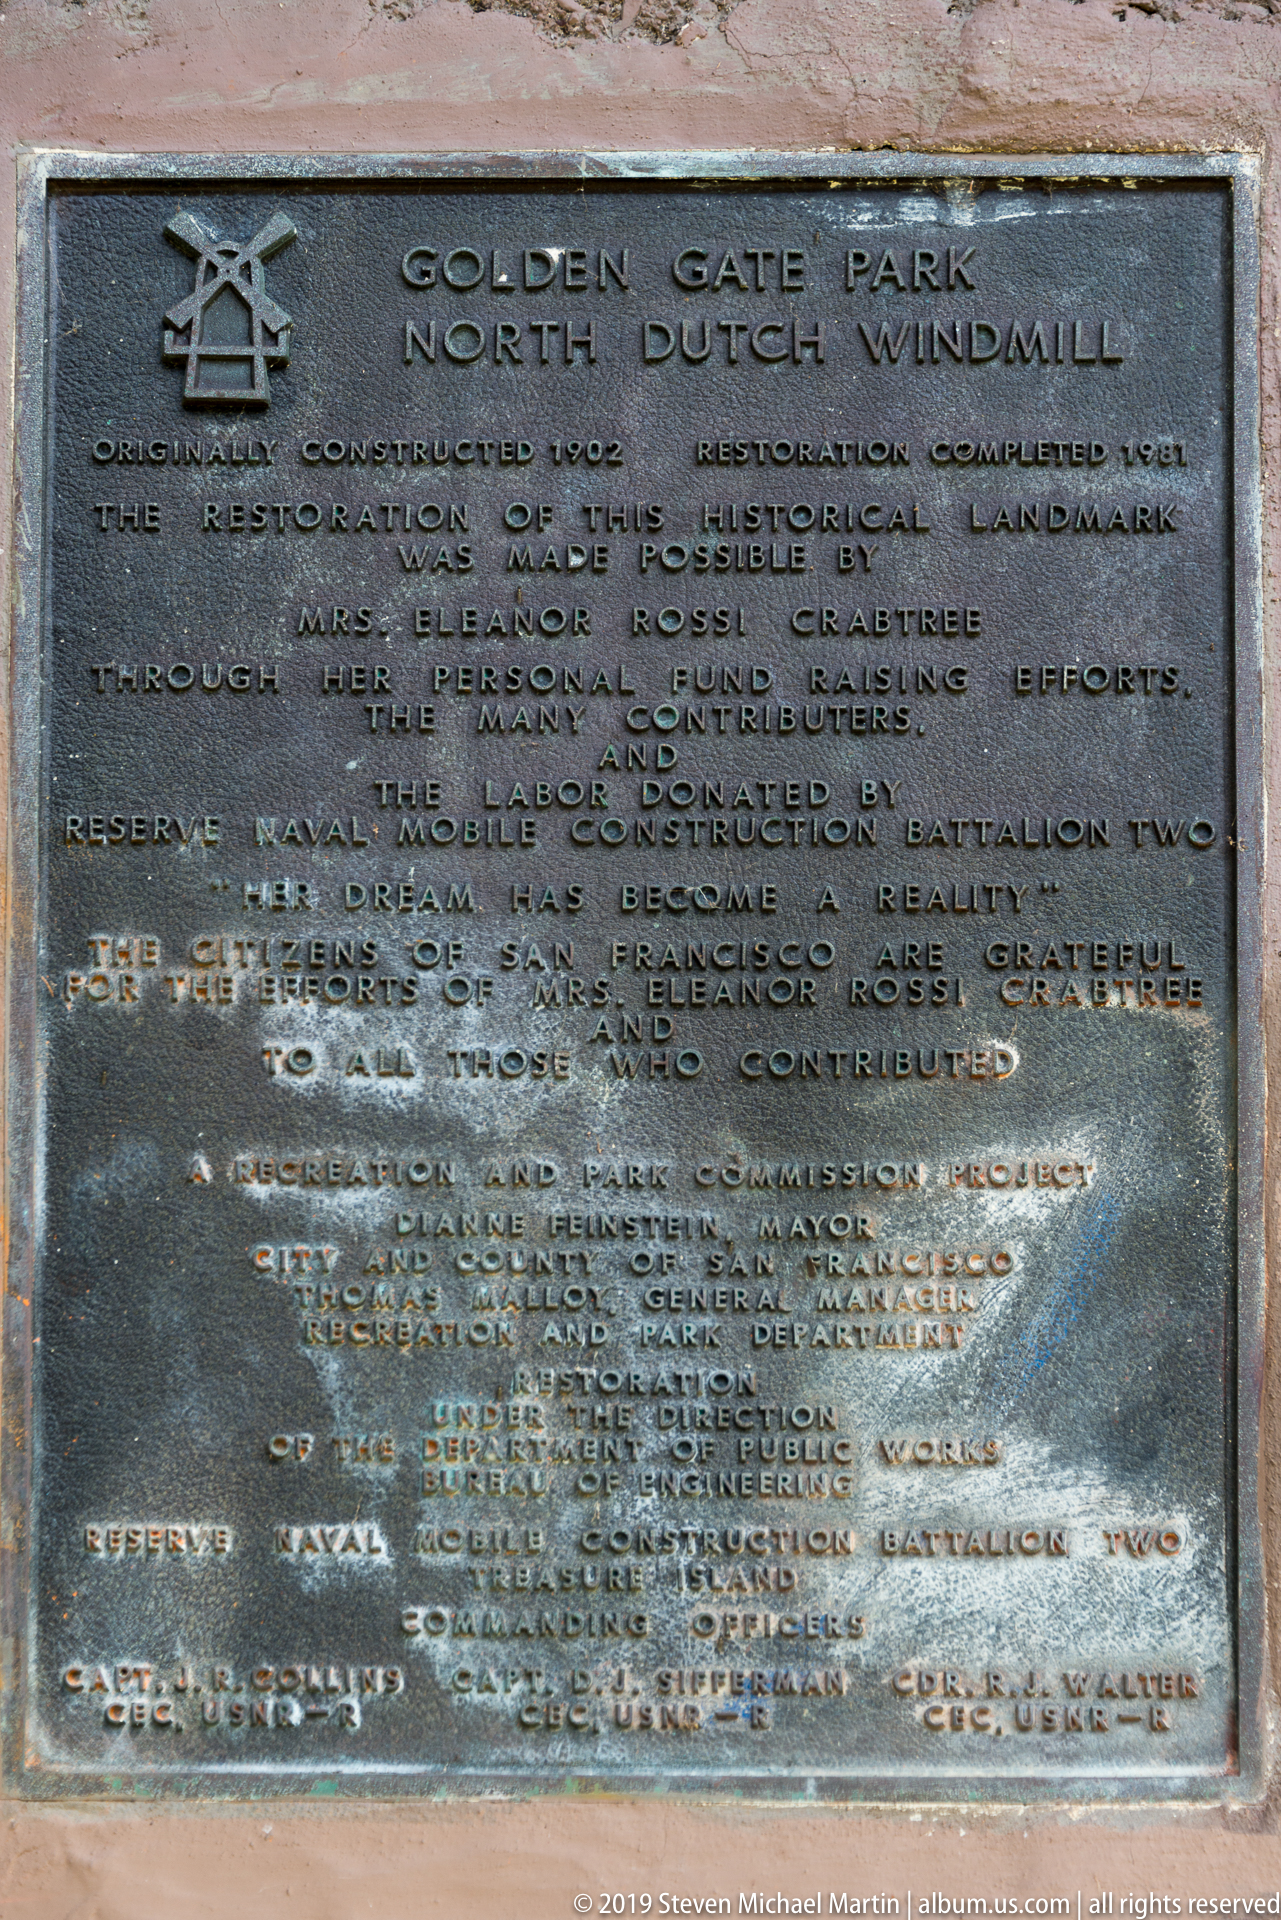 GOLDEN GATE PARK
NORTH DUTCH WINDMILL
ORIGINALLY CONSTRUCTED 1902 RESTORATION COMPLETED 1981
THE RESTORATION OF THIS HISTORICAL LANDMARK
WAS MADE POSSIBLE BY
MRS. ELEANOR ROSSI CRABTREE
THROUGH HER PERSONAL FUND RAISING EFFORTS,
THE MANY CONTRIBUTERS,
AND
THE LABOR DONATED BY
RESERVE NAVAL MOBILE CONSTRUCTION BATTALION TWO
"HER DREAM HAS BECOME A REALITY"
THE CITIZENS OF SAN FRANCISCO ARE GRATEFUL
FOR THE EFFORTS OF MRS. ELEANOR ROSSI CRABTREE
AND
TO ALL THOSE WHO CONTRIBUTED
A RECREATION AND PARK COMMISSION PROJECT
DIANNE FEINSTEIN, MAYOR
CITY AND COUNTY OF SAN FRANCISCO
THOMAS MALLOY, GENERAL MANAGER
RECREATION AND PARK DEPARTMENT
RESTORATION
UNDER THE DIRECTION
OF THE DEPARTMENT OF PUBLIC WORKS
BUREAU OF ENGINEERING
RESERVE NAVAL MOBILE CONSTRUCTION BATTALION TWO
TREASURE ISLAND
COMMANDING OFFICERS
CAPT. J. R. COLLINS CAPT. D. J. SIFFERMAN CDR. R. J. WALTER
CEC, USNR-R CEC, USNR-R CEC, USNR-R
© 2019 Steven Michael Martin | album.us.com | all rights reserved